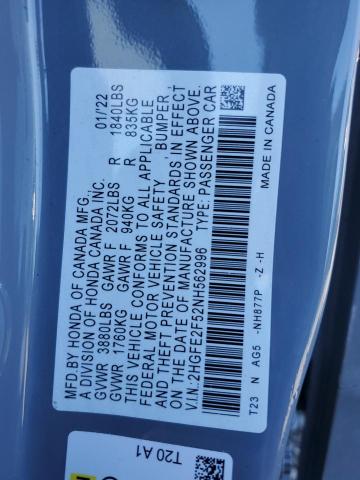 MFD.BY HONDA OF CANADA MFG.,
A DIVISION OF HONDA CANADA INC. 01/22
GVWR 3880LBS GAWR F 2072LBS R 1840LBS
GVWR 1760KG GAWR F 940KG R 835KG
THIS VEHICLE CONFORMS TO ALL APPLICABLE
FEDERAL MOTOR VEHICLE SAFETY, BUMPER,
& THEFT PREVENTION STANDARDS IN EFFECT
ON THE DATE OF MANUFACTURE SHOWN ABOVE.
V.I.N.:2HGFE2F52NH562996 TYPE:PASSENGER CAR
T23 N AG5 -NH877P -Z -H
MADE IN CANADA
T20 A1